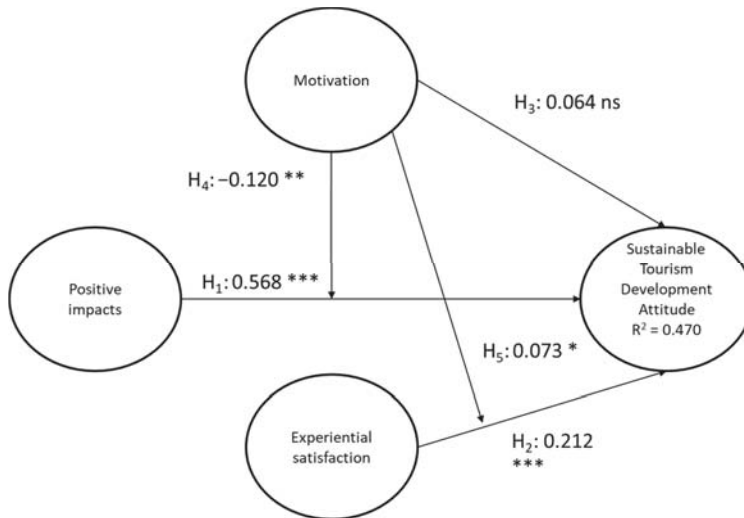 Motivation
H₃: 0.064 ns
H₄: −0.120 **
Positive
impacts
H₁: 0.568 ***
Sustainable
Tourism
Development
Attitude
R² = 0.470
H₅: 0.073 *
Experiential
satisfaction
H₂: 0.212
***